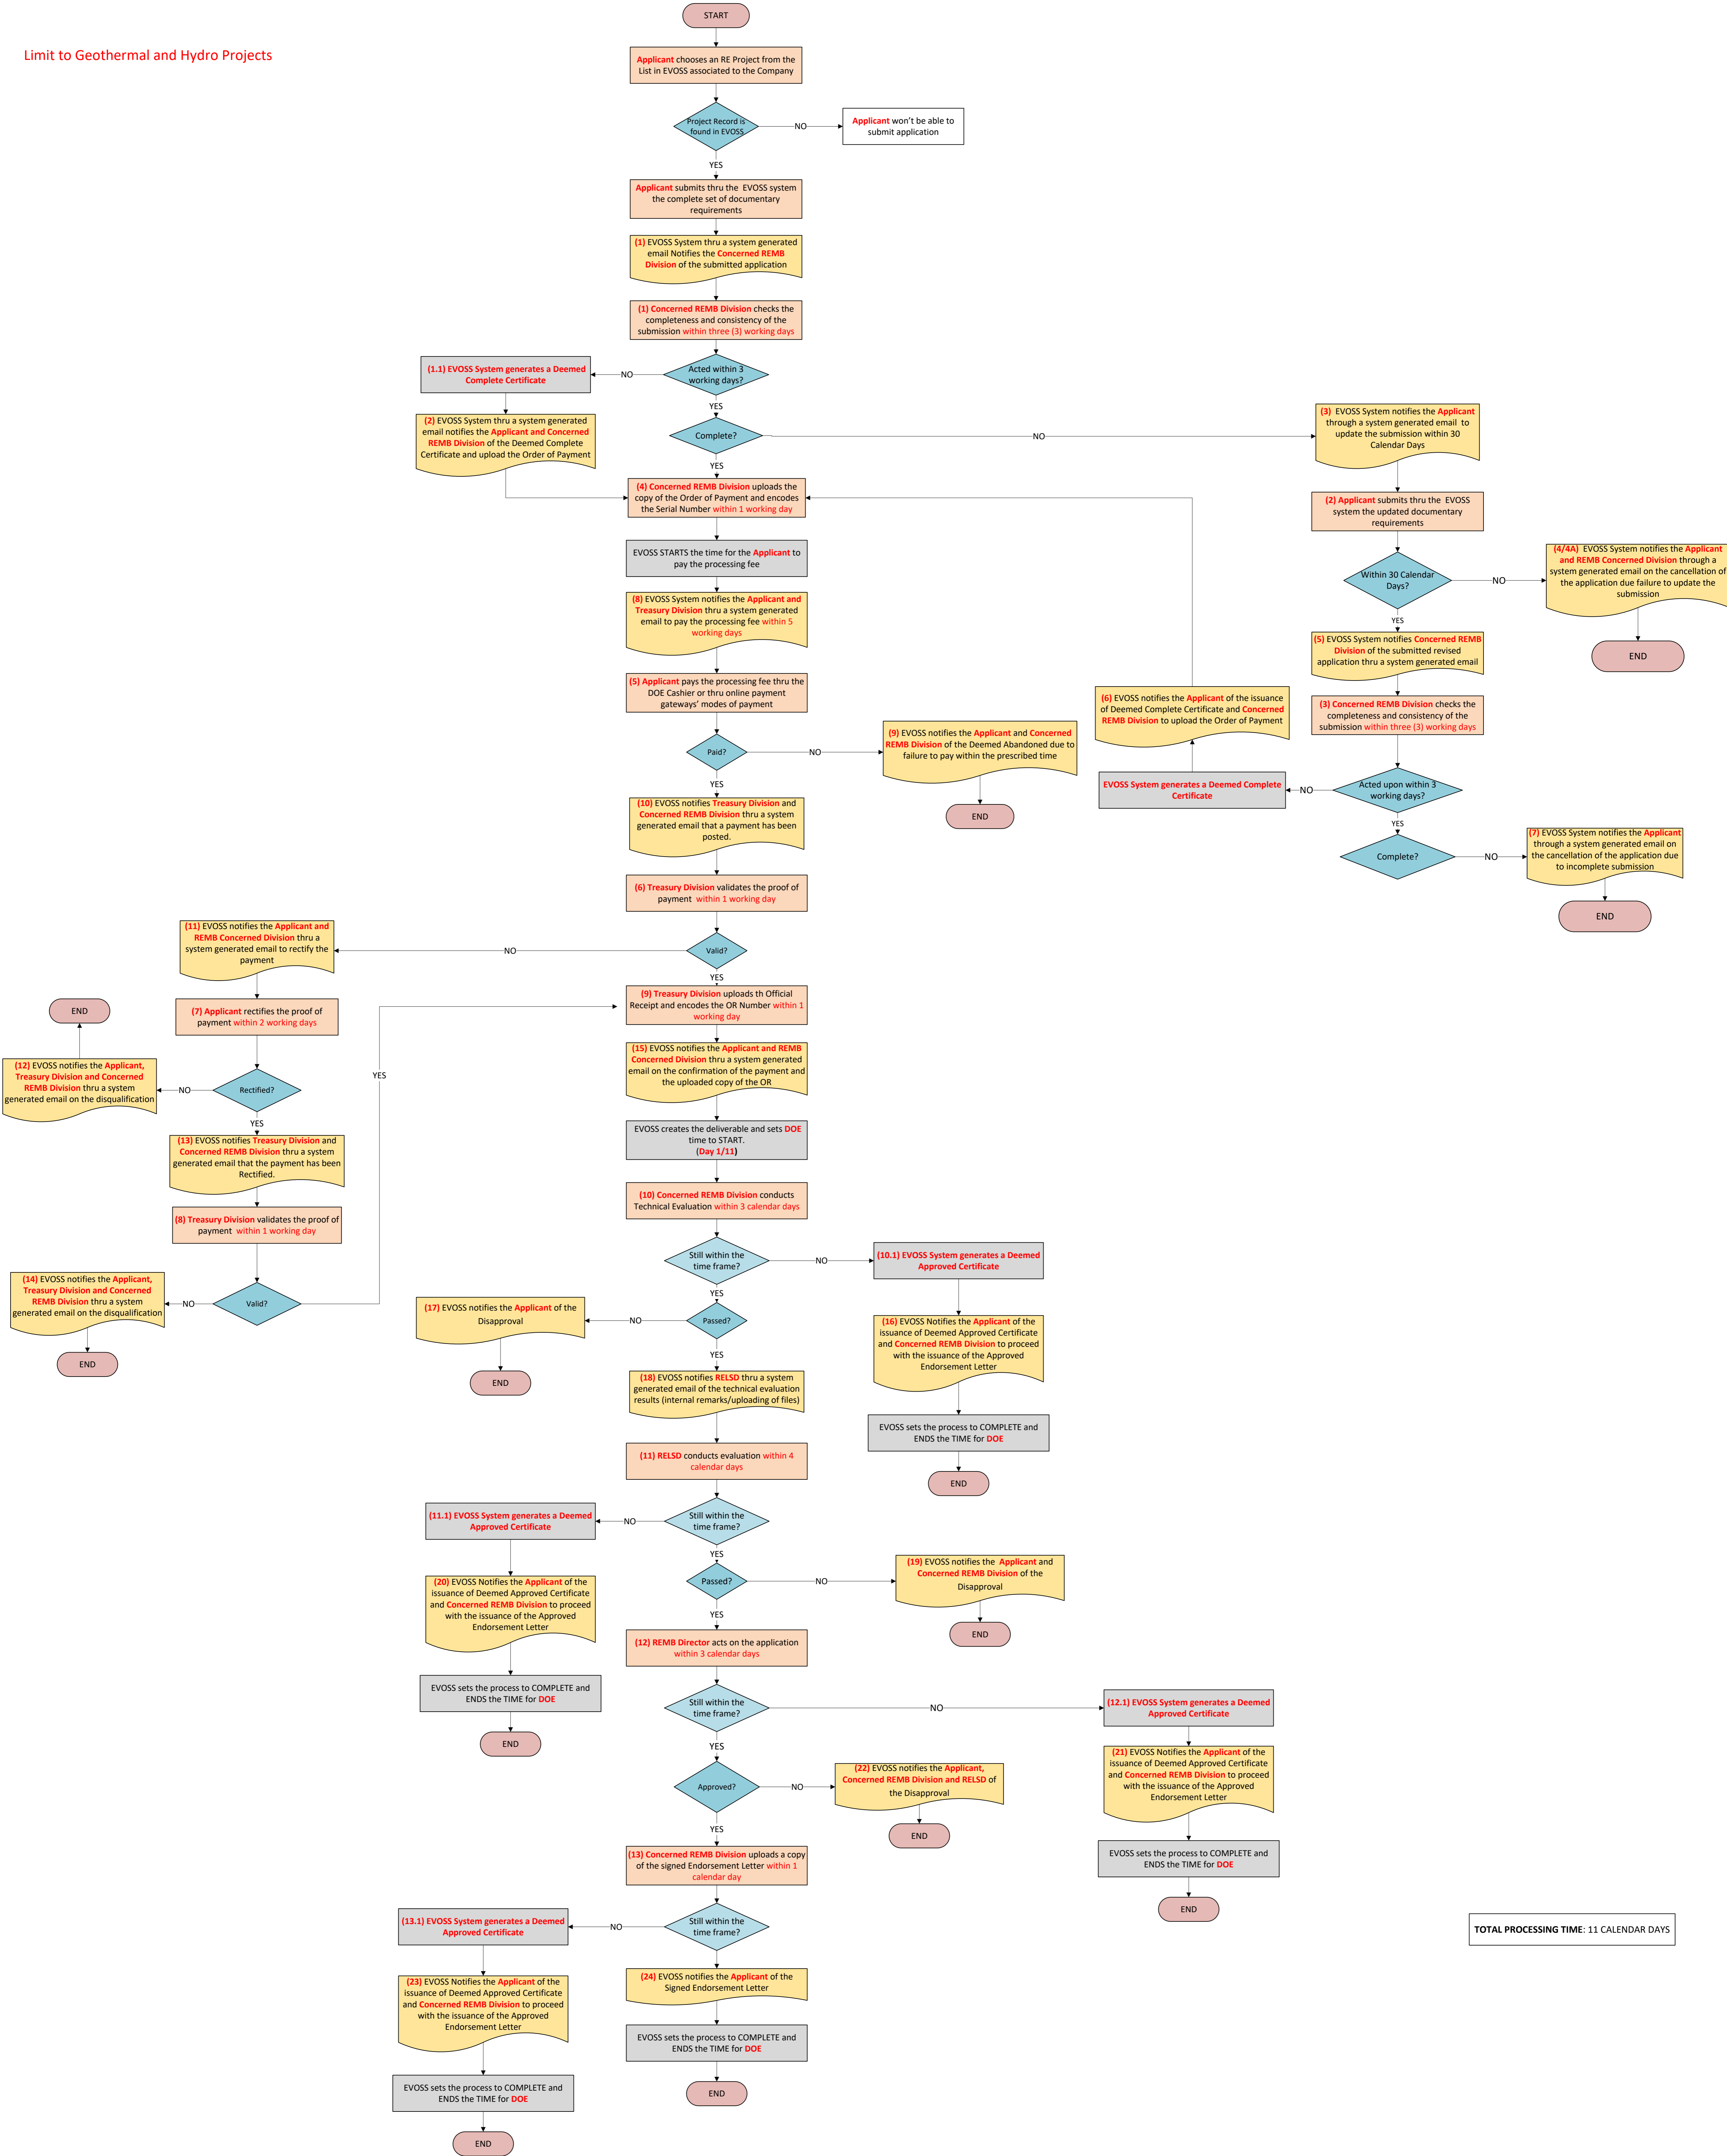 START
Limit to Geothermal and Hydro Projects
Applicant chooses an RE Project from the
List in EVOSS associated to the Company
Project Record is
found in EVOSS
NO
Applicant won't be able to
submit application
YES
Applicant submits thru the EVOSS system
the complete set of documentary
requirements
(1) EVOSS System thru a system generated
email Notifies the Concerned REMB
Division of the submitted application
(1) Concerned REMB Division checks the
completeness and consistency of the
submission within three (3) working days
Acted within 3
working days?
NO
(1.1) EVOSS System generates a Deemed
Complete Certificate
(2) EVOSS System thru a system generated
email notifies the Applicant and Concerned
REMB Division of the Deemed Complete
Certificate and upload the Order of Payment
YES
Complete?
NO
(3) EVOSS System notifies the Applicant
through a system generated email to
update the submission within 30
Calendar Days
YES
(4) Concerned REMB Division uploads the
copy of the Order of Payment and encodes
the Serial Number within 1 working day
(2) Applicant submits thru the EVOSS
system the updated documentary
requirements
EVOSS STARTS the time for the Applicant to
pay the processing fee
Within 30 Calendar
Days?
NO
(4/4A) EVOSS System notifies the Applicant
and REMB Concerned Division through a
system generated email on the cancellation of
the application due failure to update the
submission
END
(8) EVOSS System notifies the Applicant and
Treasury Division thru a system generated
email to pay the processing fee within 5
working days
YES
(5) EVOSS System notifies Concerned REMB
Division of the submitted revised
application thru a system generated email
(5) Applicant pays the processing fee thru the
DOE Cashier or thru online payment
gateways' modes of payment
(6) EVOSS notifies the Applicant of the issuance
of Deemed Complete Certificate and Concerned
REMB Division to upload the Order of Payment
(3) Concerned REMB Division checks the
completeness and consistency of the
submission within three (3) working days
Paid?
NO
(9) EVOSS notifies the Applicant and Concerned
REMB Division of the Deemed Abandoned due to
failure to pay within the prescribed time
END
EVOSS System generates a Deemed Complete
Certificate
NO
Acted upon within 3
working days?
YES
Complete?
NO
(7) EVOSS System notifies the Applicant
through a system generated email on
the cancellation of the application due
to incomplete submission
END
YES
(10) EVOSS notifies Treasury Division and
Concerned REMB Division thru a system
generated email that a payment has been
posted.
(6) Treasury Division validates the proof of
payment within 1 working day
Valid?
NO
(11) EVOSS notifies the Applicant and
REMB Concerned Division thru a
system generated email to rectify the
payment
(7) Applicant rectifies the proof of
payment within 2 working days
Rectified?
NO
(12) EVOSS notifies the Applicant,
Treasury Division and Concerned
REMB Division thru a system
generated email on the disqualification
END
YES
(13) EVOSS notifies Treasury Division and
Concerned REMB Division thru a system
generated email that the payment has been
Rectified.
(8) Treasury Division validates the proof of
payment within 1 working day
Valid?
NO
(14) EVOSS notifies the Applicant,
Treasury Division and Concerned
REMB Division thru a system
generated email on the disqualification
END
YES
YES
(9) Treasury Division uploads th Official
Receipt and encodes the OR Number within 1
working day
(15) EVOSS notifies the Applicant and REMB
Concerned Division thru a system generated
email on the confirmation of the payment and
the uploaded copy of the OR
EVOSS creates the deliverable and sets DOE
time to START.
(Day 1/11)
(10) Concerned REMB Division conducts
Technical Evaluation within 3 calendar days
Still within the
time frame?
NO
(10.1) EVOSS System generates a Deemed
Approved Certificate
(16) EVOSS Notifies the Applicant of the
issuance of Deemed Approved Certificate
and Concerned REMB Division to proceed
with the issuance of the Approved
Endorsement Letter
EVOSS sets the process to COMPLETE and
ENDS the TIME for DOE
END
YES
Passed?
NO
(17) EVOSS notifies the Applicant of the
Disapproval
END
YES
(18) EVOSS notifies RELSD thru a system
generated email of the technical evaluation
results (internal remarks/uploading of files)
(11) RELSD conducts evaluation within 4
calendar days
Still within the
time frame?
NO
(11.1) EVOSS System generates a Deemed
Approved Certificate
(20) EVOSS Notifies the Applicant of the
issuance of Deemed Approved Certificate
and Concerned REMB Division to proceed
with the issuance of the Approved
Endorsement Letter
EVOSS sets the process to COMPLETE and
ENDS the TIME for DOE
END
YES
Passed?
NO
(19) EVOSS notifies the Applicant and
Concerned REMB Division of the
Disapproval
END
YES
(12) REMB Director acts on the application
within 3 calendar days
Still within the
time frame?
NO
(12.1) EVOSS System generates a Deemed
Approved Certificate
(21) EVOSS Notifies the Applicant of the
issuance of Deemed Approved Certificate
and Concerned REMB Division to proceed
with the issuance of the Approved
Endorsement Letter
EVOSS sets the process to COMPLETE and
ENDS the TIME for DOE
END
YES
Approved?
NO
(22) EVOSS notifies the Applicant,
Concerned REMB Division and RELSD of
the Disapproval
END
YES
(13) Concerned REMB Division uploads a copy
of the signed Endorsement Letter within 1
calendar day
Still within the
time frame?
NO
(13.1) EVOSS System generates a Deemed
Approved Certificate
(23) EVOSS Notifies the Applicant of the
issuance of Deemed Approved Certificate
and Concerned REMB Division to proceed
with the issuance of the Approved
Endorsement Letter
EVOSS sets the process to COMPLETE and
ENDS the TIME for DOE
END
(24) EVOSS notifies the Applicant of the
Signed Endorsement Letter
EVOSS sets the process to COMPLETE and
ENDS the TIME for DOE
END
TOTAL PROCESSING TIME: 11 CALENDAR DAYS